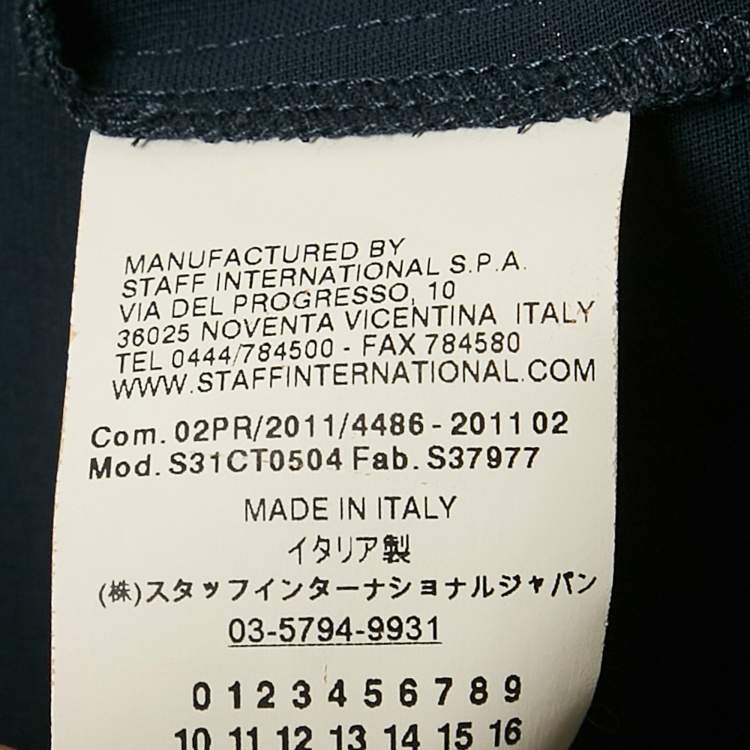 MANUFACTURED BY
STAFF INTERNATIONAL S.P.A.
VIA DEL PROGRESSO, 10
36025 NOVENTA VICENTINA ITALY
TEL 0444/784500 - FAX 784580
WWW.STAFFINTERNATIONAL.COM
Com. 02PR/2011/4486 - 2011 02
Mod. S31CT0504 Fab. S37977
MADE IN ITALY
イタリア製
(株)スタッフインターナショナルジャパン
03-5794-9931
0 1 2 3 4 5 6 7 8 9
10 11 12 13 14 15 16